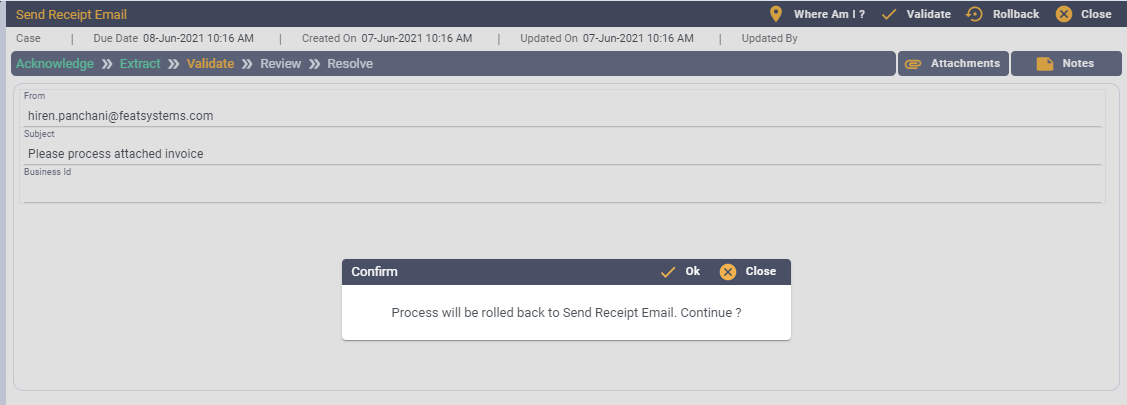 Send Receipt Email Where Am I ? Validate Rollback Close
Case | Due Date 08-Jun-2021 10:16 AM | Created On 07-Jun-2021 10:16 AM | Updated On 07-Jun-2021 10:16 AM | Updated By
Acknowledge » Extract » Validate » Review » Resolve Attachments Notes
From
hiren.panchani@featsystems.com
Subject
Please process attached invoice
Business Id
Confirm Ok Close
Process will be rolled back to Send Receipt Email. Continue ?